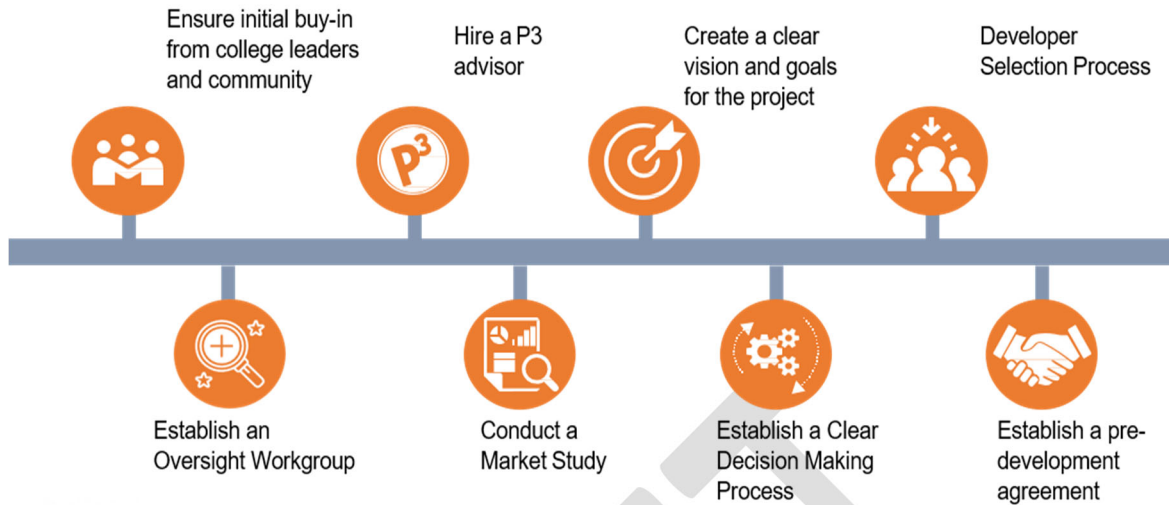 Ensure initial buy-in
from college leaders
and community
Hire a P3
advisor
Create a clear
vision and goals
for the project
Developer
Selection Process
P³
Establish an
Oversight Workgroup
Conduct a
Market Study
Establish a Clear
Decision Making
Process
Establish a pre-
development
agreement